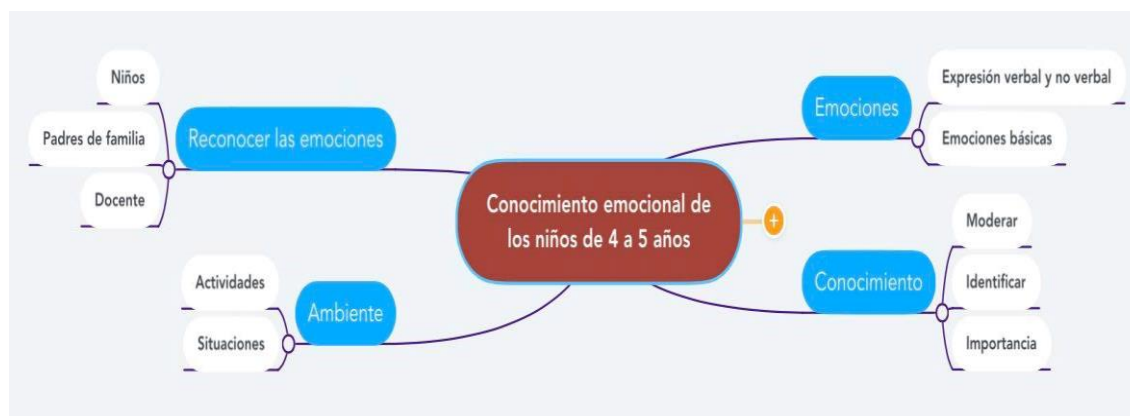 Niños
Padres de familia
Docente
Reconocer las emociones
Actividades
Situaciones
Ambiente
Conocimiento emocional de
los niños de 4 a 5 años
+
Emociones
Expresión verbal y no verbal
Emociones básicas
Conocimiento
Moderar
Identificar
Importancia